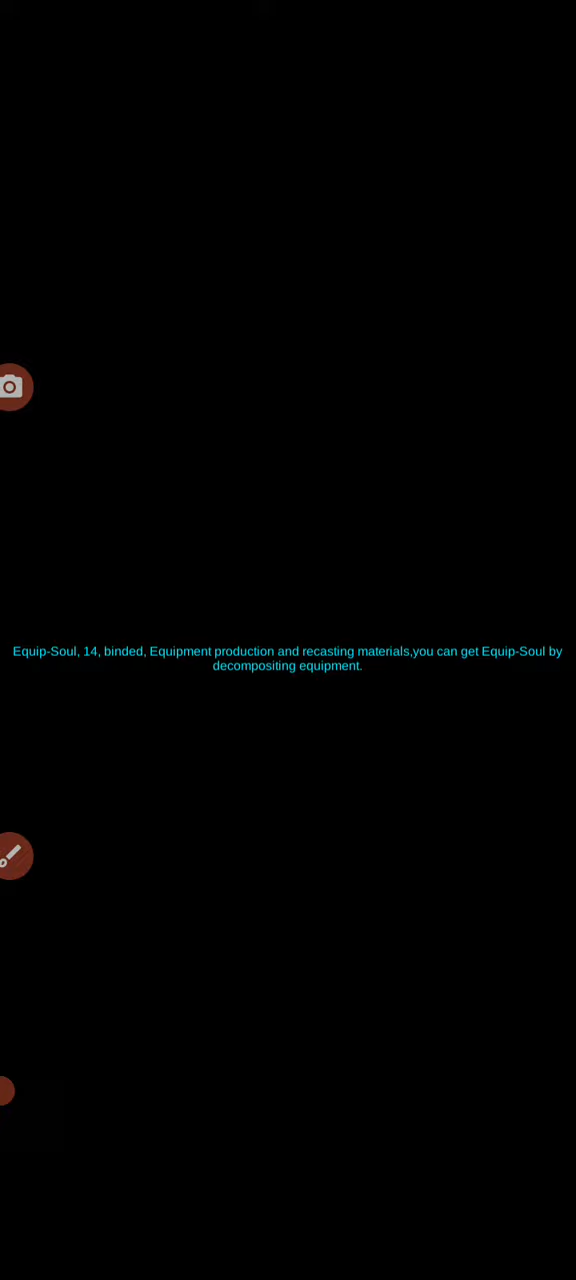 Equip-Soul, 14, binded, Equipment production and recasting materials,you can get Equip-Soul by
decompositing equipment.